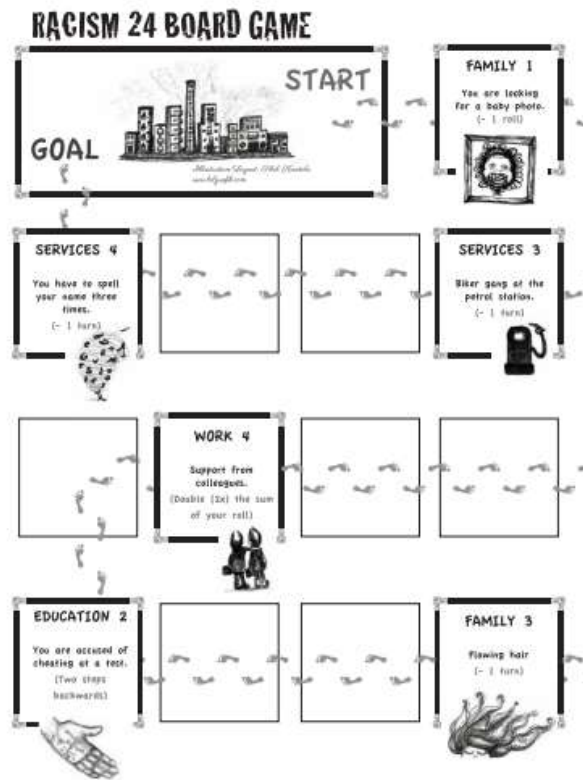 RACISM 24 BOARD GAME
START
GOAL
FAMILY 1
You are looking
for a baby photo.
(- 1 roll)
SERVICES 4
You have to spell
your name three
times.
(- 1 turn)
SERVICES 3
Biker gang at the
petrol station.
(- 1 turn)
WORK 4
Support from
colleagues.
(Double (2x) the sum
of your roll)
EDUCATION 2
You are accused of
cheating at a test.
(Two steps
backwards)
FAMILY 3
Flowing hair
(- 1 turn)